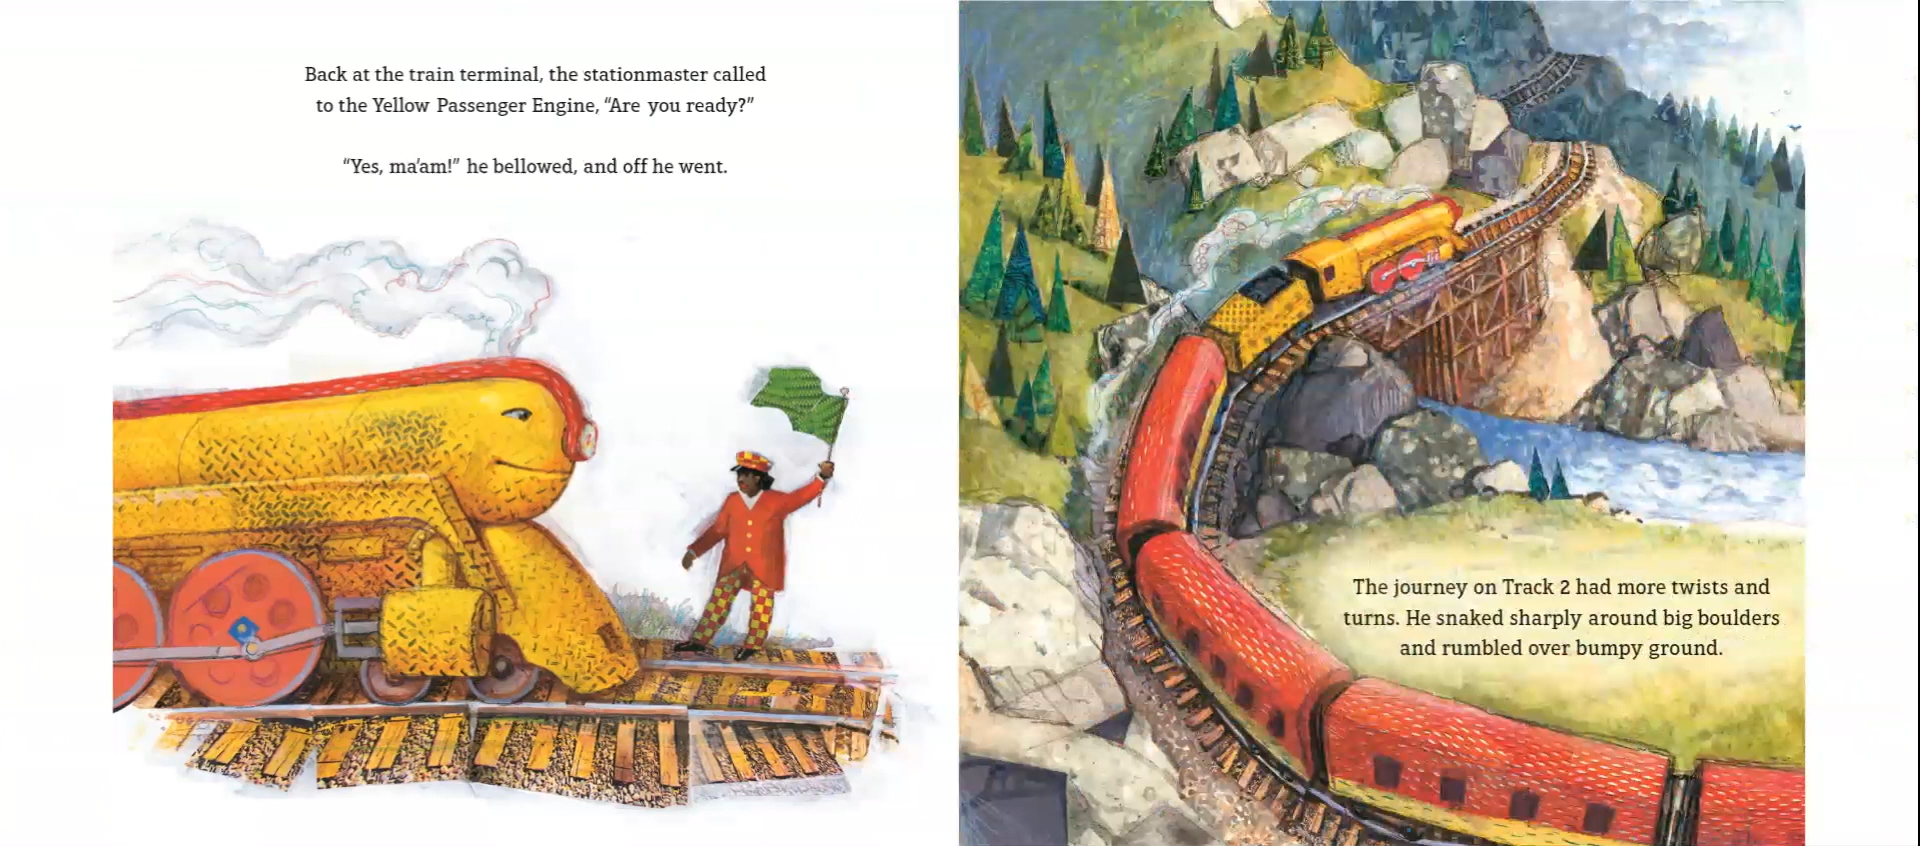 Back at the train terminal, the stationmaster called
to the Yellow Passenger Engine, “Are you ready?”
“Yes, ma’am!” he bellowed, and off he went.
The journey on Track 2 had more twists and
turns. He snaked sharply around big boulders
and rumbled over bumpy ground.